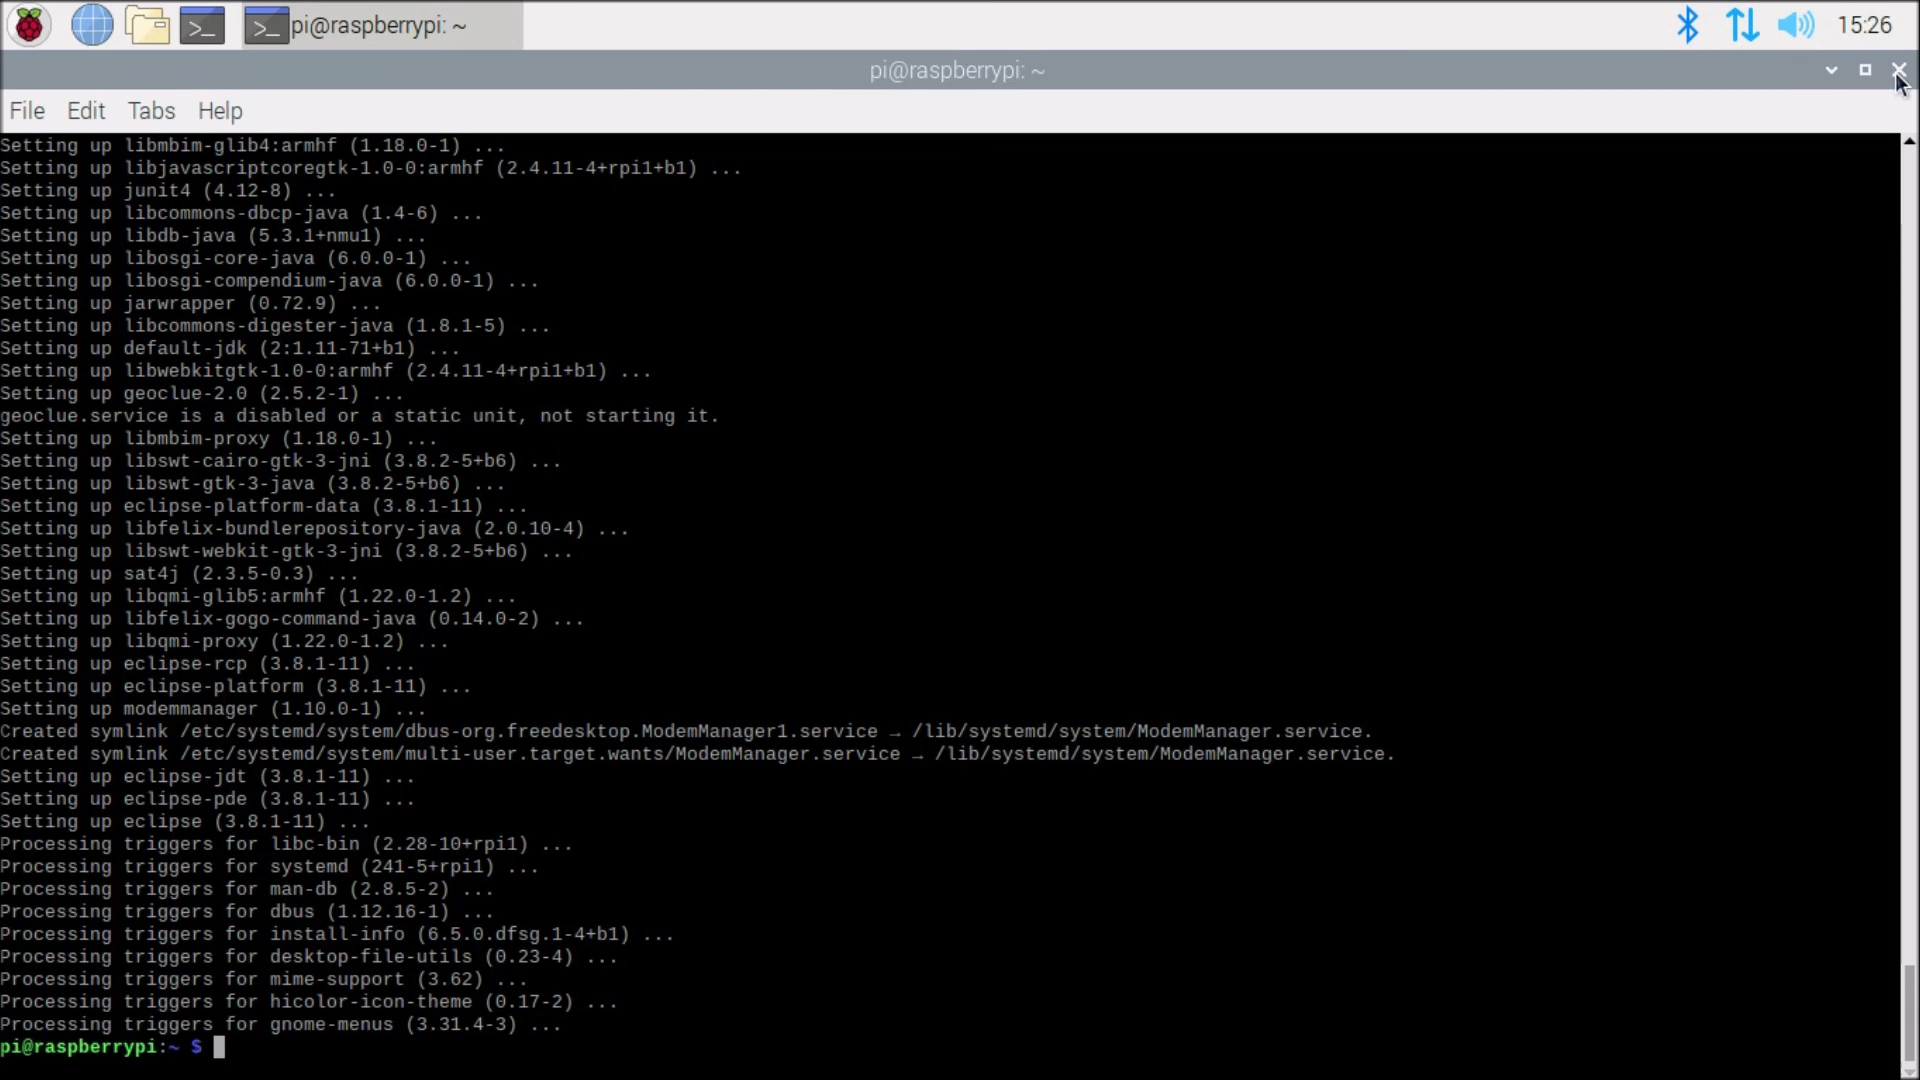 pi@raspberrypi: ~
15:26
pi@raspberrypi: ~
File Edit Tabs Help
Setting up libmbim-glib4:armhf (1.18.0-1) ...
Setting up libjavascriptcoregtk-1.0-0:armhf (2.4.11-4+rpi1+b1) ...
Setting up junit4 (4.12-8) ...
Setting up libcommons-dbcp-java (1.4-6) ...
Setting up libdb-java (5.3.1+nmu1) ...
Setting up libosgi-core-java (6.0.0-1) ...
Setting up libosgi-compendium-java (6.0.0-1) ...
Setting up jarwrapper (0.72.9) ...
Setting up libcommons-digester-java (1.8.1-5) ...
Setting up default-jdk (2:1.11-71+b1) ...
Setting up libwebkitgtk-1.0-0:armhf (2.4.11-4+rpi1+b1) ...
Setting up geoclue-2.0 (2.5.2-1) ...
geoclue.service is a disabled or a static unit, not starting it.
Setting up libmbim-proxy (1.18.0-1) ...
Setting up libswt-cairo-gtk-3-jni (3.8.2-5+b6) ...
Setting up libswt-gtk-3-java (3.8.2-5+b6) ...
Setting up eclipse-platform-data (3.8.1-11) ...
Setting up libfelix-bundlerepository-java (2.0.10-4) ...
Setting up libswt-webkit-gtk-3-jni (3.8.2-5+b6) ...
Setting up sat4j (2.3.5-0.3) ...
Setting up libqmi-glib5:armhf (1.22.0-1.2) ...
Setting up libfelix-gogo-command-java (0.14.0-2) ...
Setting up libqmi-proxy (1.22.0-1.2) ...
Setting up eclipse-rcp (3.8.1-11) ...
Setting up eclipse-platform (3.8.1-11) ...
Setting up modemmanager (1.10.0-1) ...
Created symlink /etc/systemd/system/dbus-org.freedesktop.ModemManager1.service → /lib/systemd/system/ModemManager.service.
Created symlink /etc/systemd/system/multi-user.target.wants/ModemManager.service → /lib/systemd/system/ModemManager.service.
Setting up eclipse-jdt (3.8.1-11) ...
Setting up eclipse-pde (3.8.1-11) ...
Setting up eclipse (3.8.1-11) ...
Processing triggers for libc-bin (2.28-10+rpi1) ...
Processing triggers for systemd (241-5+rpi1) ...
Processing triggers for man-db (2.8.5-2) ...
Processing triggers for dbus (1.12.16-1) ...
Processing triggers for install-info (6.5.0.dfsg.1-4+b1) ...
Processing triggers for desktop-file-utils (0.23-4) ...
Processing triggers for mime-support (3.62) ...
Processing triggers for hicolor-icon-theme (0.17-2) ...
Processing triggers for gnome-menus (3.31.4-3) ...
pi@raspberrypi:~ $